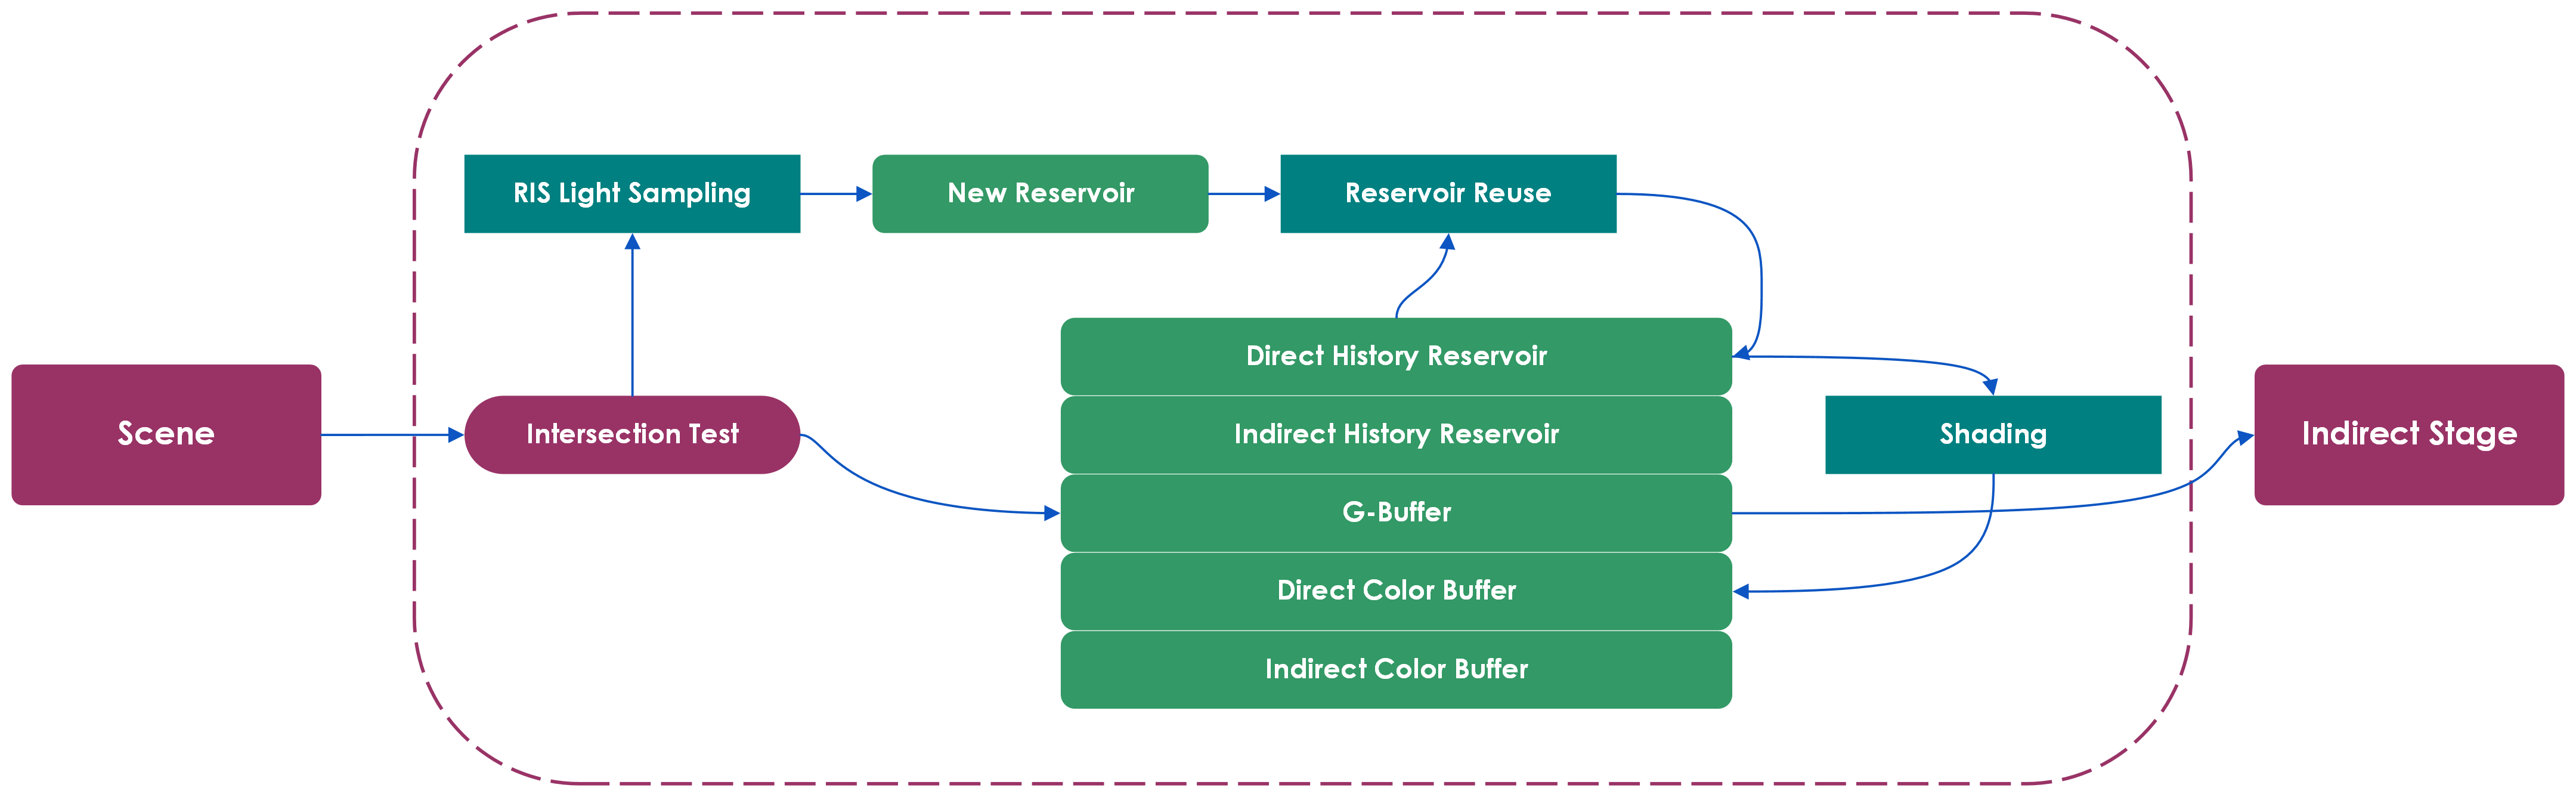 RIS Light Sampling
New Reservoir
Reservoir Reuse
Direct History Reservoir
Scene
Intersection Test
Indirect History Reservoir
Shading
Indirect Stage
G-Buffer
Direct Color Buffer
Indirect Color Buffer